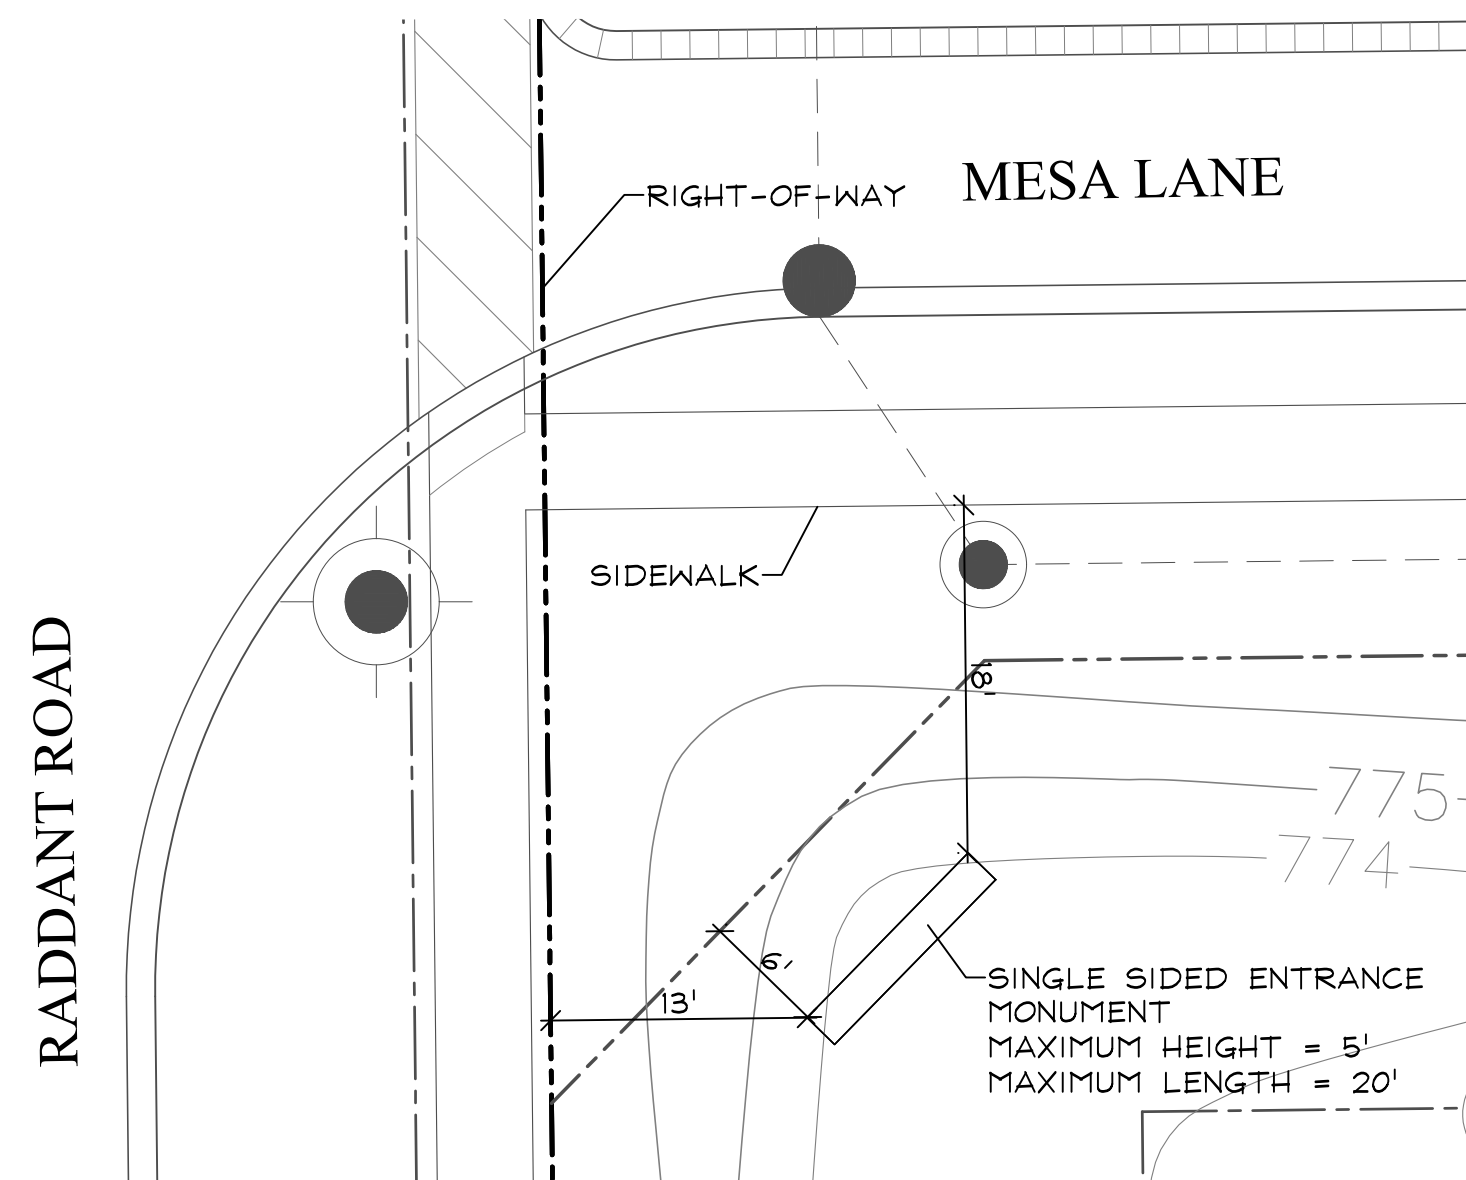 MESA LANE
RIGHT-OF-WAY
SIDEWALK
18'
RADDANT ROAD
775
774
6'
13'
SINGLE SIDED ENTRANCE
MONUMENT
MAXIMUM HEIGHT = 5'
MAXIMUM LENGTH = 20'